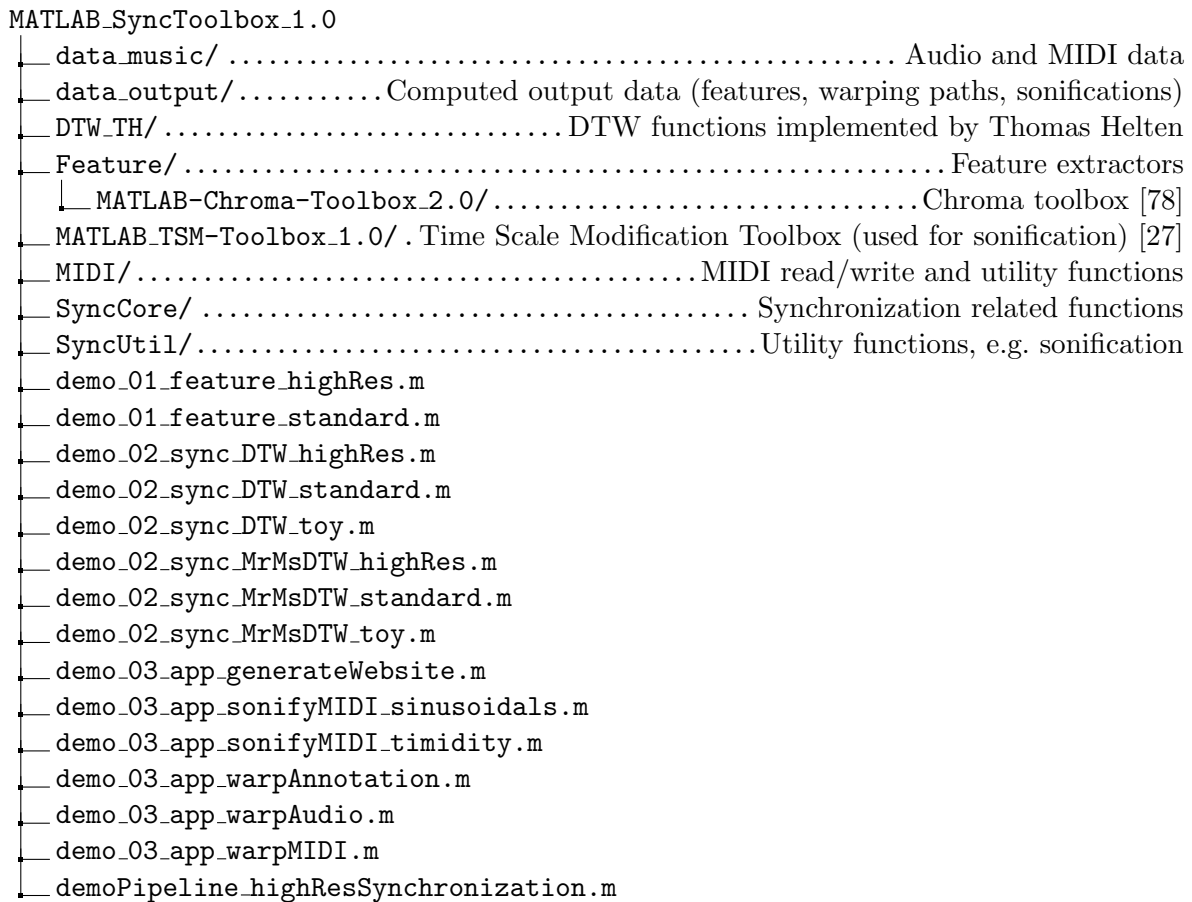 MATLAB_SyncToolbox_1.0
data_music/ ................................................. Audio and MIDI data
data_output/...........Computed output data (features, warping paths, sonifications)
DTW_TH/..............................DTW functions implemented by Thomas Helten
Feature/.........................................................Feature extractors
MATLAB-Chroma-Toolbox_2.0/................................Chroma toolbox [78]
MATLAB_TSM-Toolbox_1.0/.Time Scale Modification Toolbox (used for sonification) [27]
MIDI/..........................................MIDI read/write and utility functions
SyncCore/ ......................................... Synchronization related functions
SyncUtil/..........................................Utility functions, e.g. sonification
demo_01_feature_highRes.m
demo_01_feature_standard.m
demo_02_sync_DTW_highRes.m
demo_02_sync_DTW_standard.m
demo_02_sync_DTW_toy.m
demo_02_sync_MrMsDTW_highRes.m
demo_02_sync_MrMsDTW_standard.m
demo_02_sync_MrMsDTW_toy.m
demo_03_app_generateWebsite.m
demo_03_app_sonifyMIDI_sinusoidals.m
demo_03_app_sonifyMIDI_timidity.m
demo_03_app_warpAnnotation.m
demo_03_app_warpAudio.m
demo_03_app_warpMIDI.m
demoPipeline_highResSynchronization.m